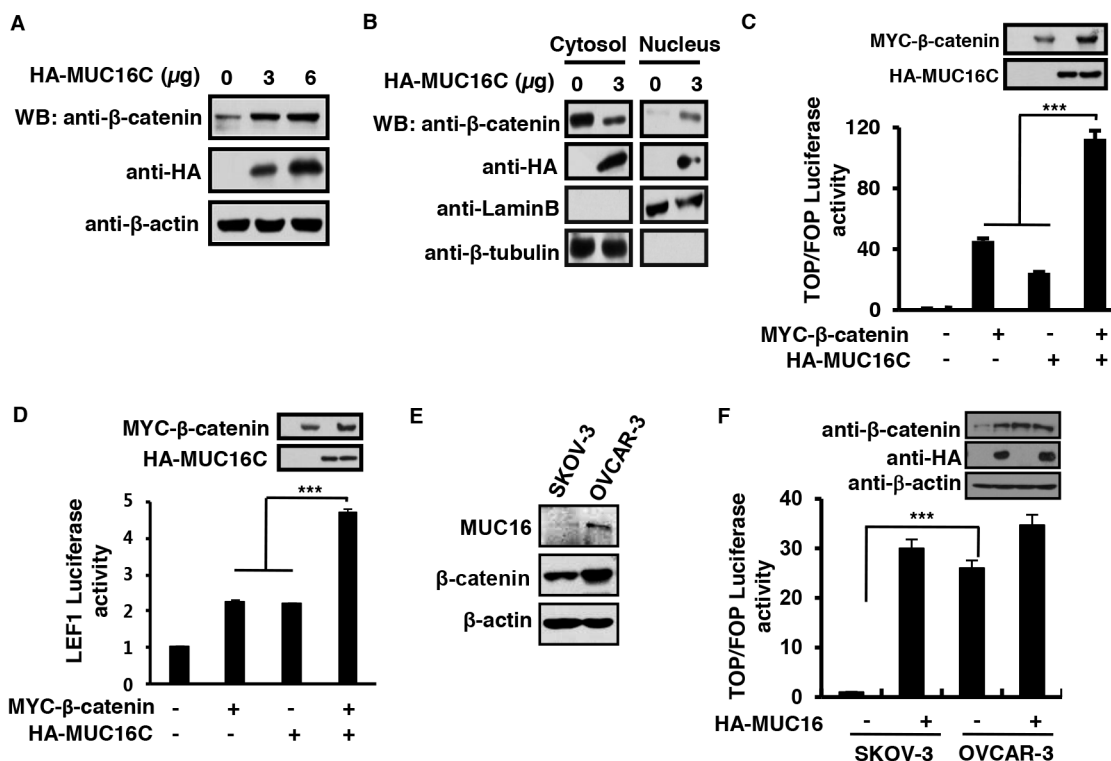 A
HA-MUC16C (µg) 0 3 6
WB: anti-β-catenin
anti-HA
anti-β-actin
B
Cytosol Nucleus
HA-MUC16C (µg) 0 3 0 3
WB: anti-β-catenin
anti-HA
anti-LaminB
anti-β-tubulin
C
MYC-β-catenin
HA-MUC16C
***
TOP/FOP Luciferase
activity
120
80
40
0
MYC-β-catenin - + - +
HA-MUC16C - - + +
D
MYC-β-catenin
HA-MUC16C
***
LEF1 Luciferase
activity
5
4
3
2
1
0
MYC-β-catenin - + - +
HA-MUC16C - - + +
E
SKOV-3
OVCAR-3
MUC16
β-catenin
β-actin
F
anti-β-catenin
anti-HA
anti-β-actin
***
TOP/FOP Luciferase
activity
40
30
20
10
0
HA-MUC16 - + - +
SKOV-3 OVCAR-3